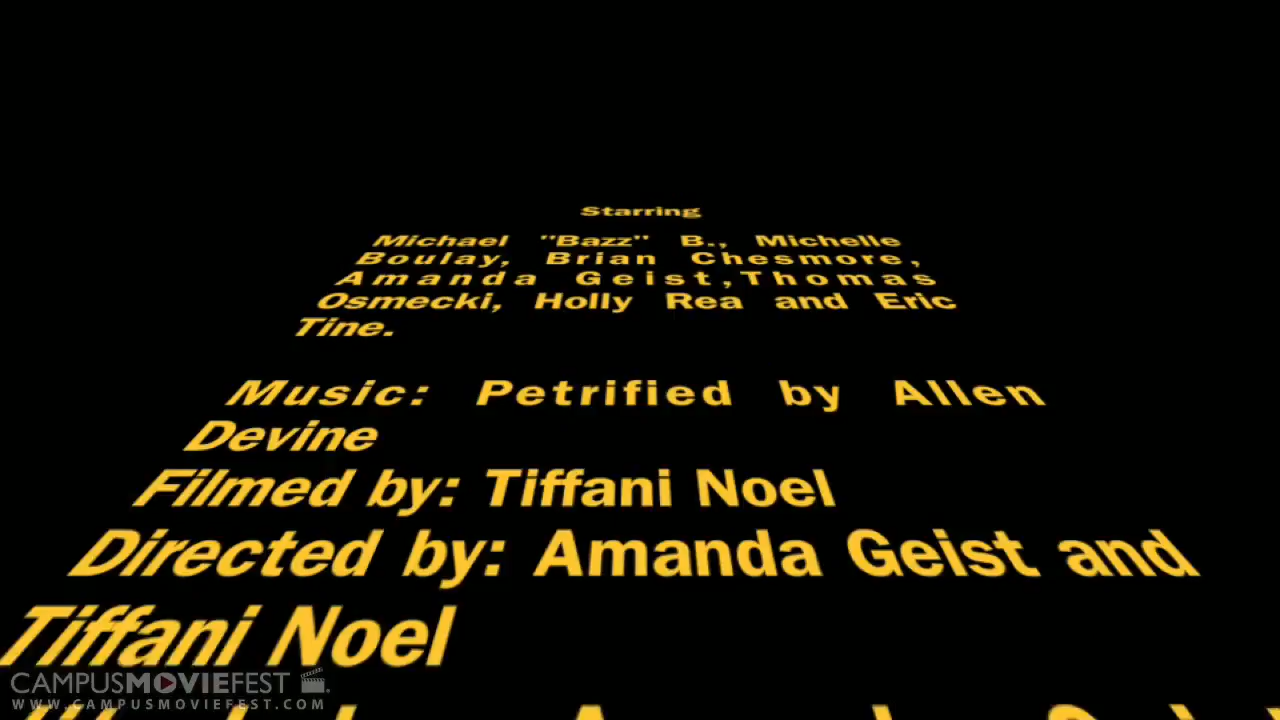 Starring
Michael "Bazz" B., Michelle
Boulay, Brian Chesmore,
Amanda Geist,Thomas
Osmecki, Holly Rea and Eric
Tine.
Music: Petrified by Allen
Devine
Filmed by: Tiffani Noel
Directed by: Amanda Geist and
Tiffani Noel
CAMPUSMOVIEFEST
WWW.CAMPUSMOVIEFEST.COM